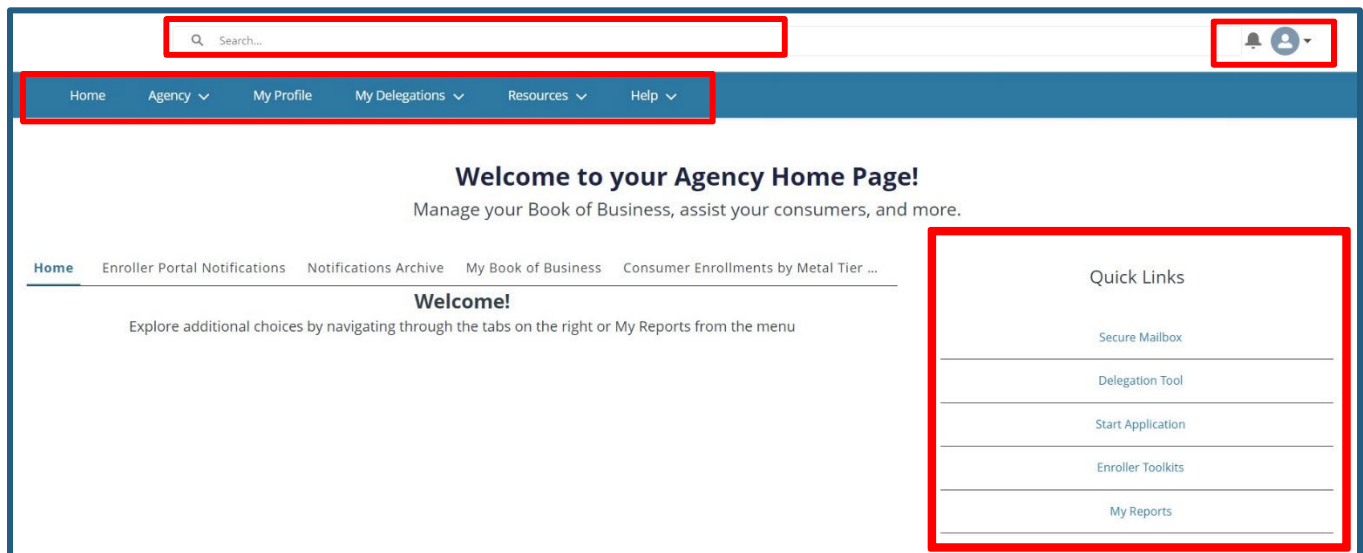 Search...
Home Agency My Profile My Delegations Resources Help
Welcome to your Agency Home Page!
Manage your Book of Business, assist your consumers, and more.
Home Enroller Portal Notifications Notifications Archive My Book of Business Consumer Enrollments by Metal Tier ...
Welcome!
Explore additional choices by navigating through the tabs on the right or My Reports from the menu
Quick Links
Secure Mailbox
Delegation Tool
Start Application
Enroller Toolkits
My Reports